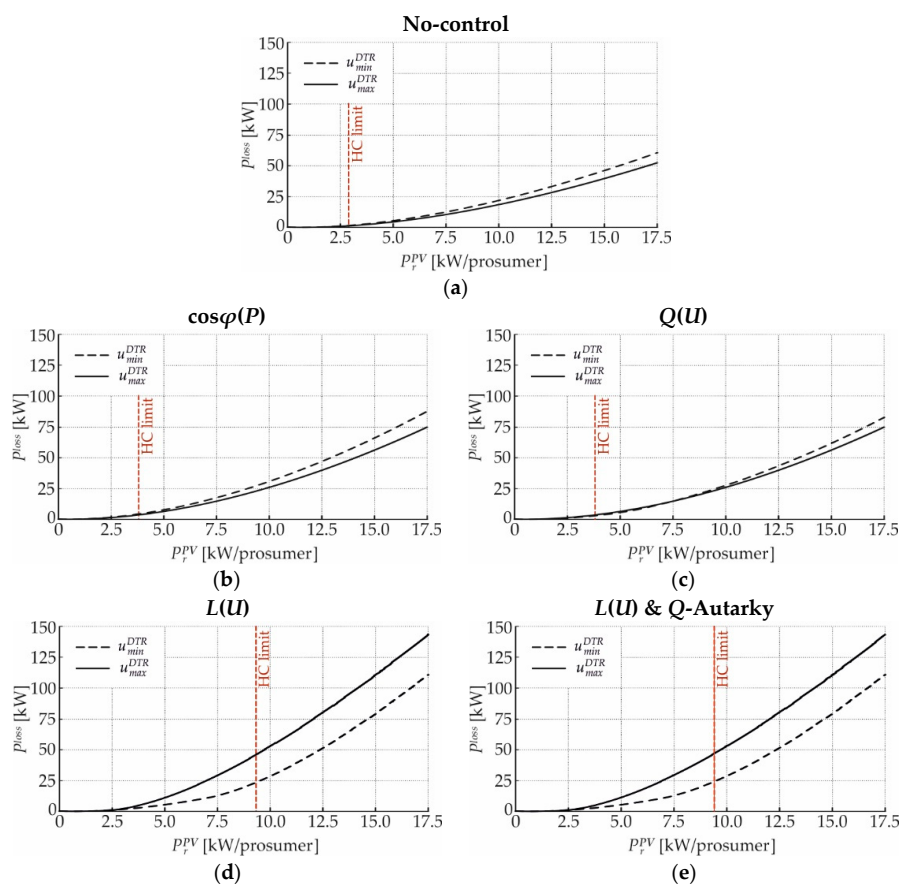 No-control
150
125
100
75
50
25
0
P^loss [kW]
u_min^DTR
u_max^DTR
HC limit
0 2.5 5.0 7.5 10.0 12.5 15.0 17.5
P_r^PV [kW/prosumer]
(a)
cosφ(P)
150
125
100
75
50
25
0
P^loss [kW]
u_min^DTR
u_max^DTR
HC limit
0 2.5 5.0 7.5 10.0 12.5 15.0 17.5
P_r^PV [kW/prosumer]
(b)
Q(U)
150
125
100
75
50
25
0
P^loss [kW]
u_min^DTR
u_max^DTR
HC limit
0 2.5 5.0 7.5 10.0 12.5 15.0 17.5
P_r^PV [kW/prosumer]
(c)
L(U)
150
125
100
75
50
25
0
P^loss [kW]
u_min^DTR
u_max^DTR
HC limit
0 2.5 5.0 7.5 10.0 12.5 15.0 17.5
P_r^PV [kW/prosumer]
(d)
L(U) & Q-Autarky
150
125
100
75
50
25
0
P^loss [kW]
u_min^DTR
u_max^DTR
HC limit
0 2.5 5.0 7.5 10.0 12.5 15.0 17.5
P_r^PV [kW/prosumer]
(e)